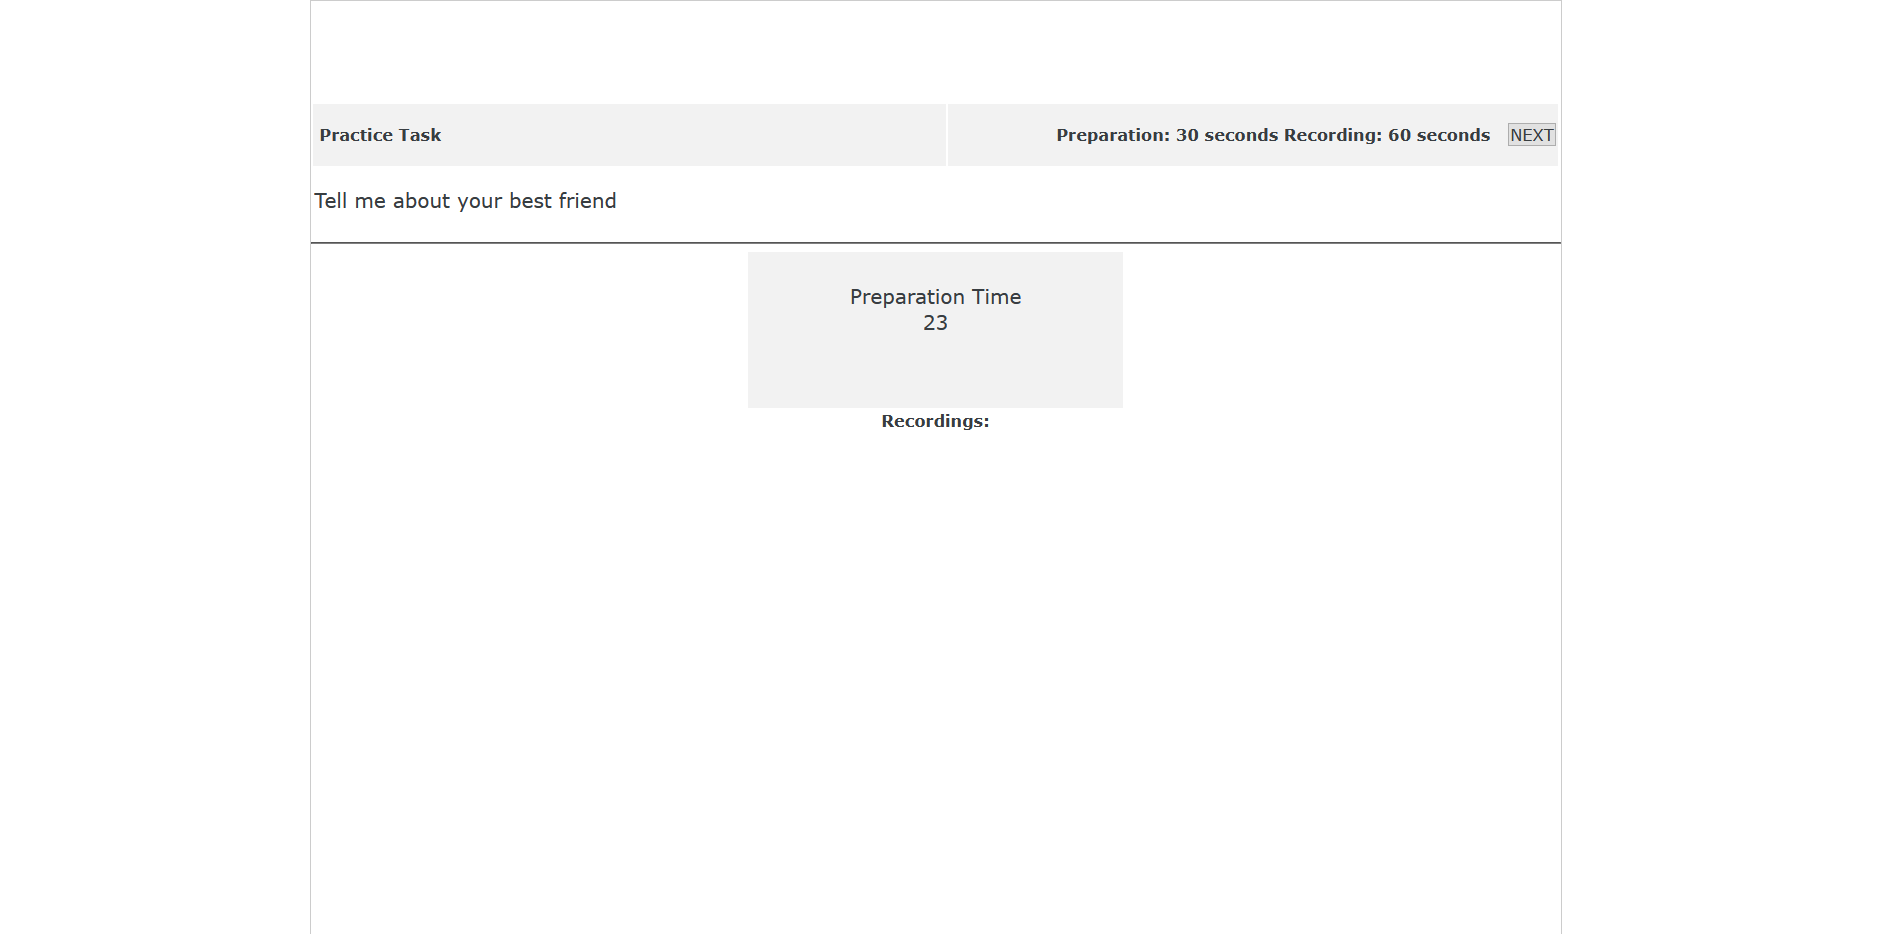 Practice Task
Preparation: 30 seconds Recording: 60 seconds NEXT
Tell me about your best friend
Preparation Time
23
Recordings: